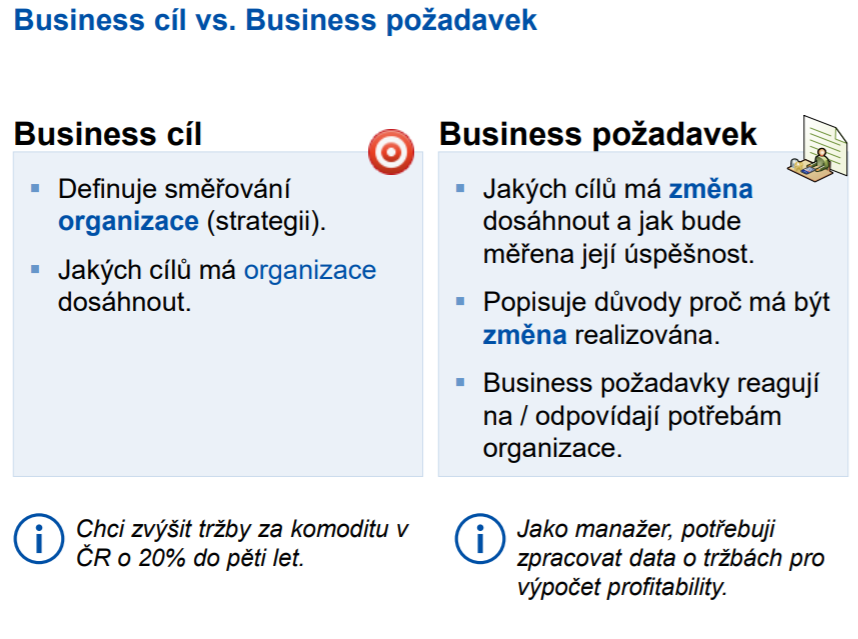 Business cíl vs. Business požadavek
Business cíl
Definuje směřování
organizace (strategii).
Jakých cílů má organizace
dosáhnout.
Chci zvýšit tržby za komoditu v
ČR o 20% do pěti let.
Business požadavek
Jakých cílů má změna
dosáhnout a jak bude
měřena její úspěšnost.
Popisuje důvody proč má být
změna realizována.
Business požadavky reagují
na / odpovídají potřebám
organizace.
Jako manažer, potřebuji
zpracovat data o tržbách pro
výpočet profitability.